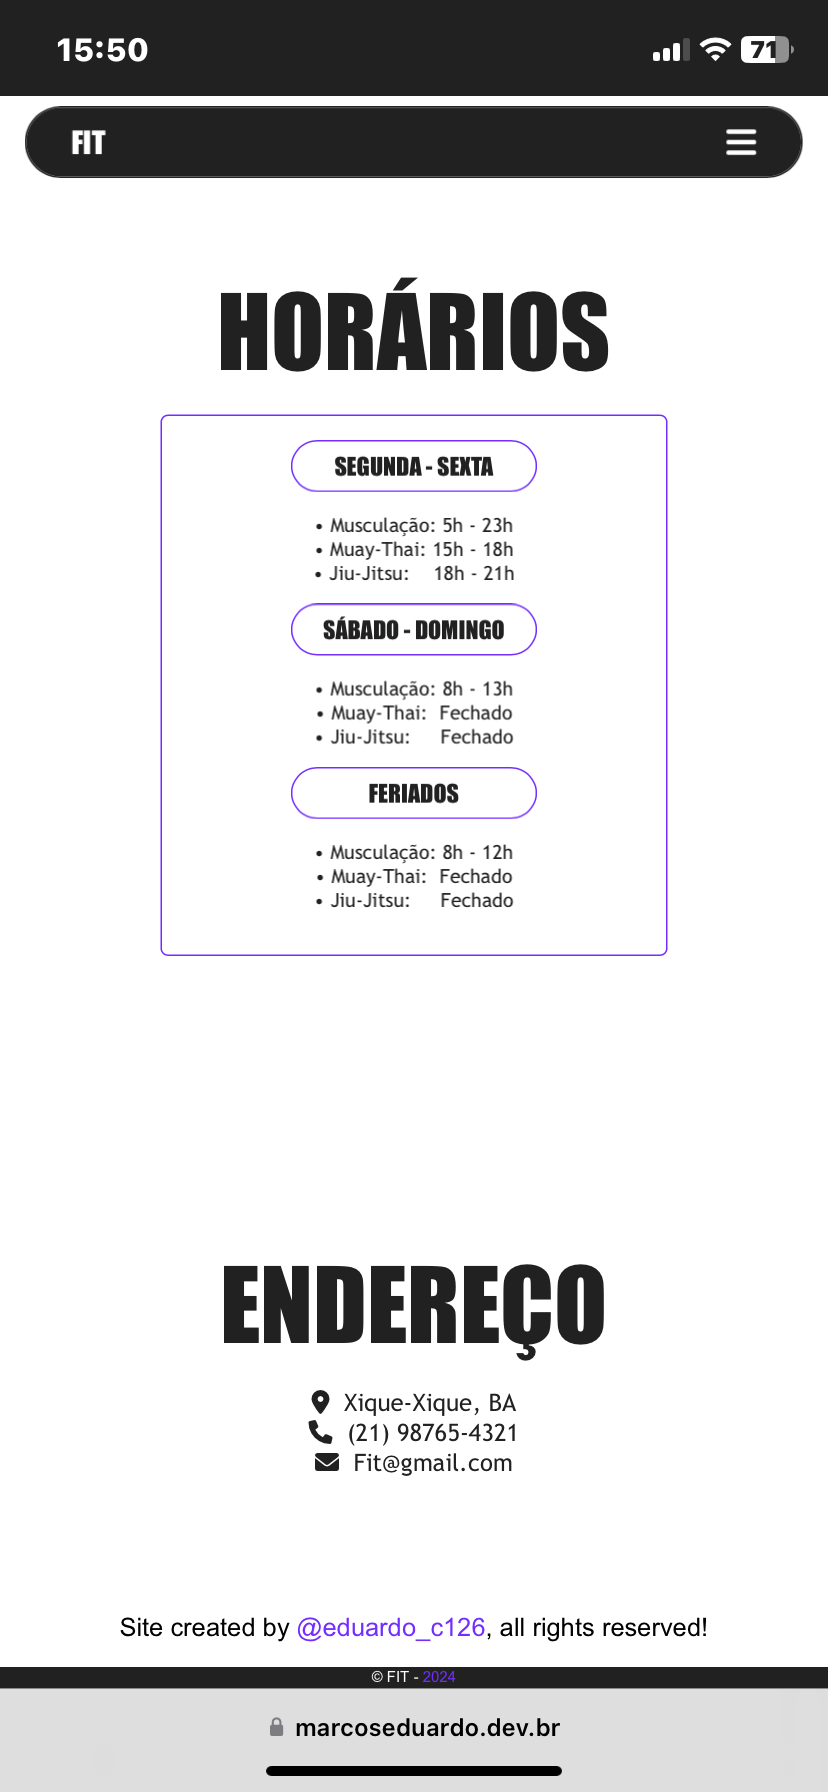 15:50
71
FIT
HORÁRIOS
SEGUNDA - SEXTA
• Musculação: 5h - 23h
• Muay-Thai: 15h - 18h
• Jiu-Jitsu: 18h - 21h
SÁBADO - DOMINGO
• Musculação: 8h - 13h
• Muay-Thai: Fechado
• Jiu-Jitsu: Fechado
FERIADOS
• Musculação: 8h - 12h
• Muay-Thai: Fechado
• Jiu-Jitsu: Fechado
ENDEREÇO
Xique-Xique, BA
(21) 98765-4321
Fit@gmail.com
Site created by @eduardo_c126, all rights reserved!
© FIT - 2024
marcoseduardo.dev.br